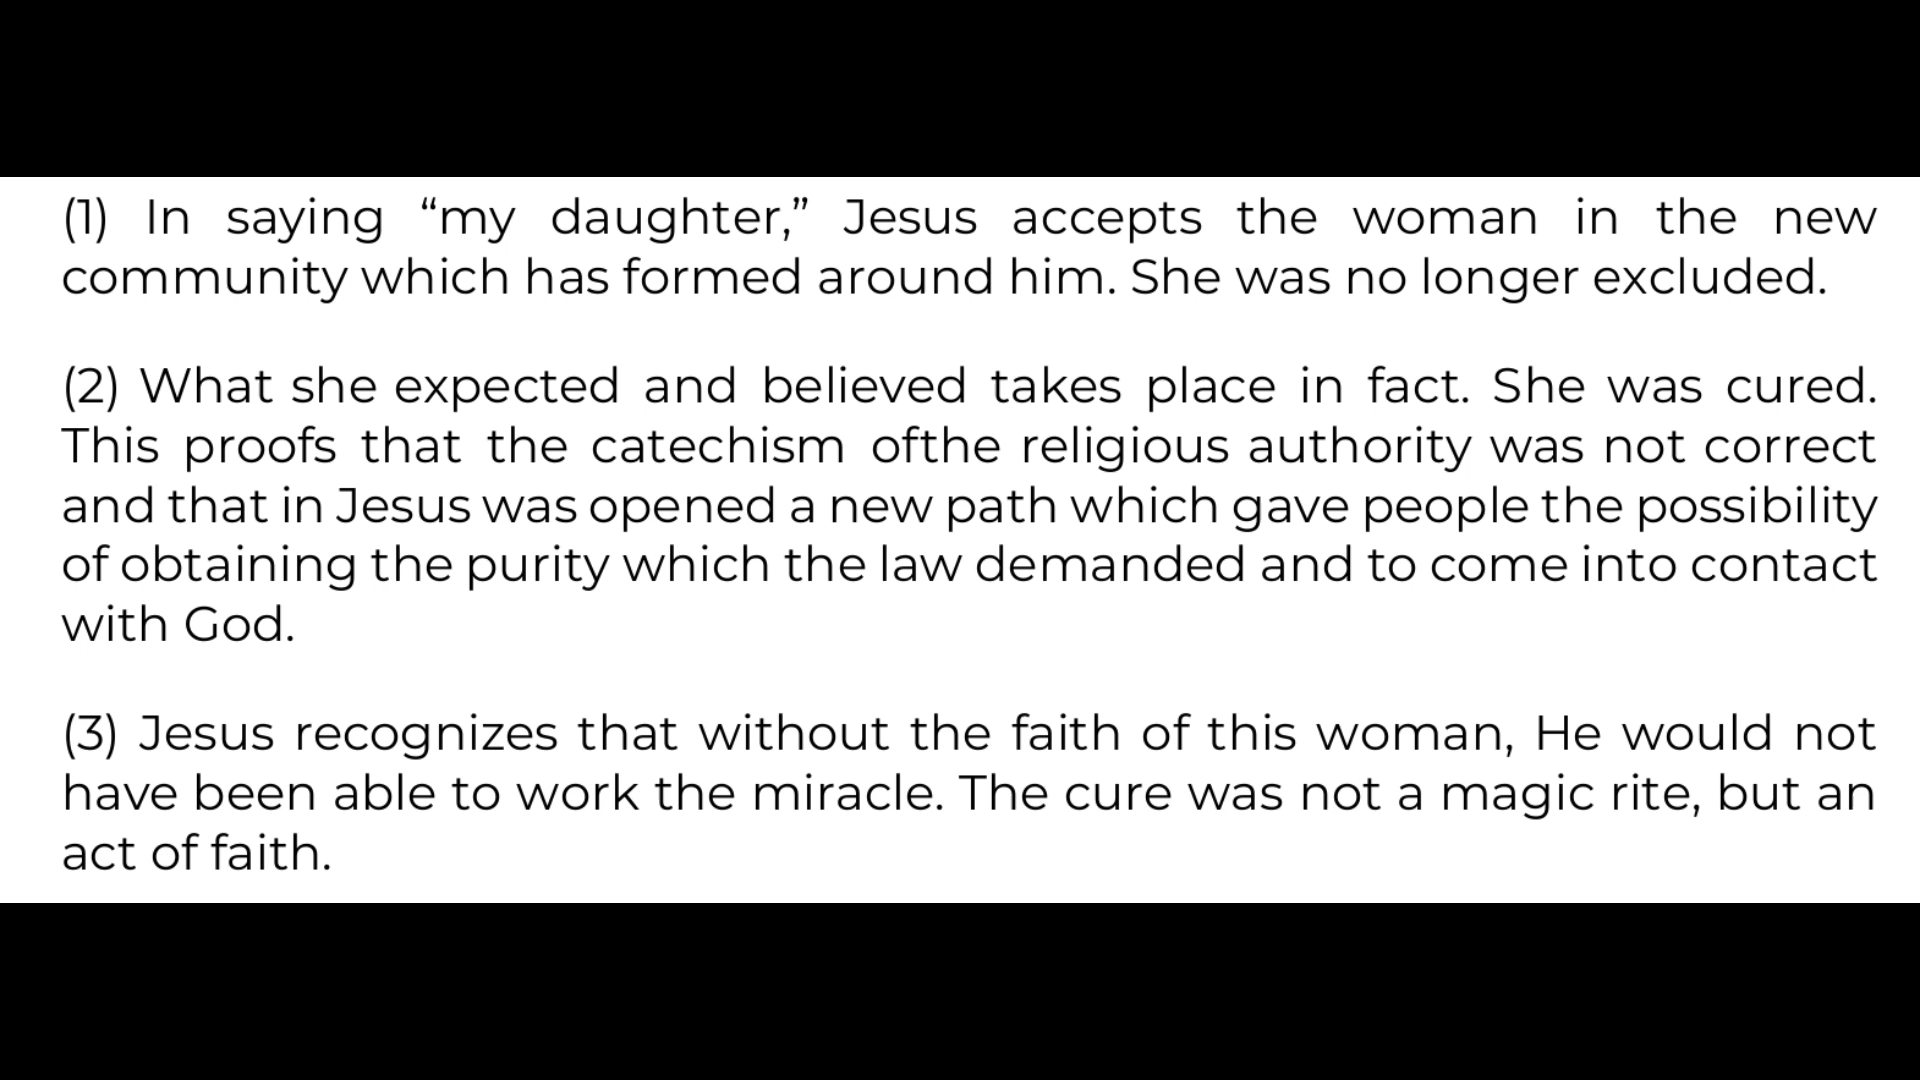 (1) In saying “my daughter,” Jesus accepts the woman in the new
community which has formed around him. She was no longer excluded.
(2) What she expected and believed takes place in fact. She was cured.
This proofs that the catechism ofthe religious authority was not correct
and that in Jesus was opened a new path which gave people the possibility
of obtaining the purity which the law demanded and to come into contact
with God.
(3) Jesus recognizes that without the faith of this woman, He would not
have been able to work the miracle. The cure was not a magic rite, but an
act of faith.